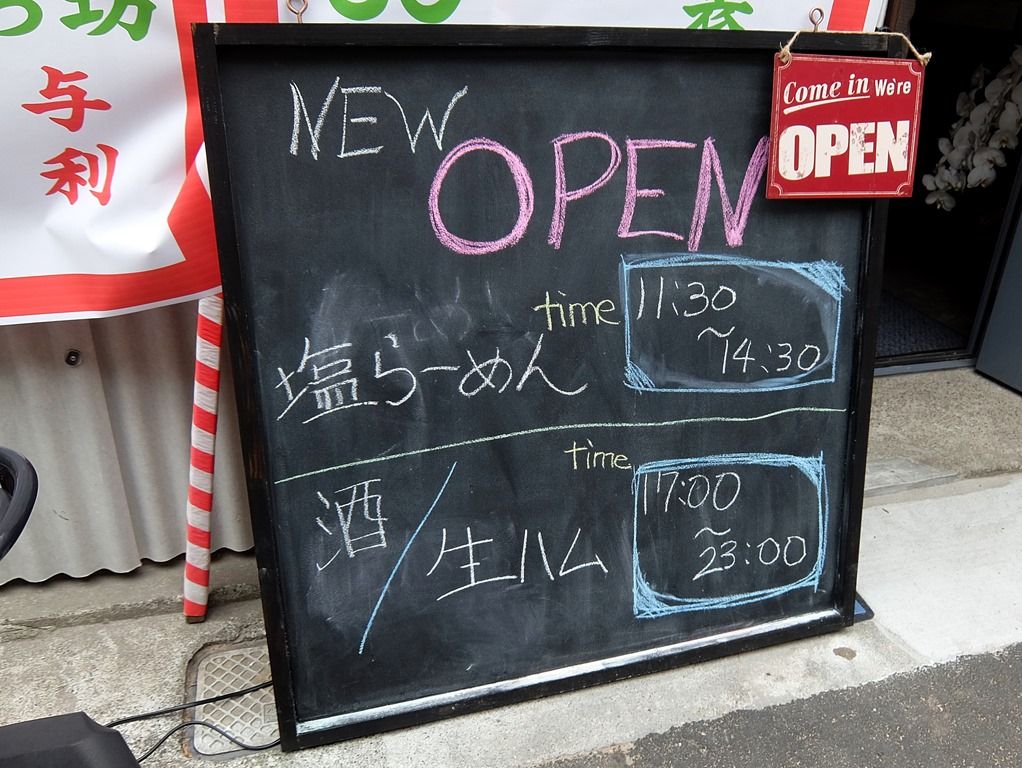 与利
NEW
OPEN
Come in We're
OPEN
time 11:30
~14:30
塩らーめん
time 17:00
~23:00
酒/生ハム